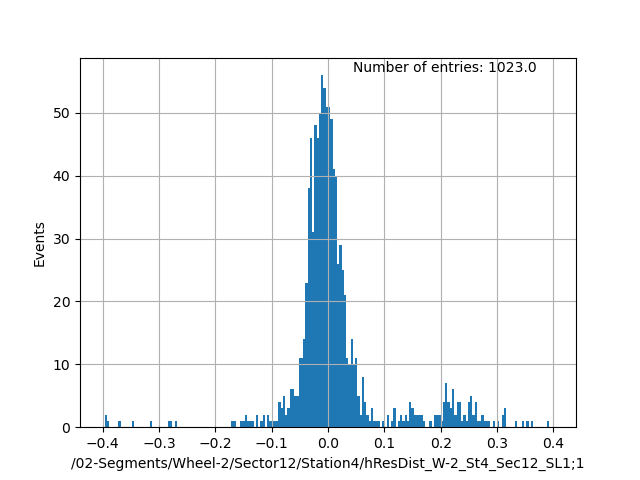 Number of entries: 1023.0
50
40
30
20
10
0
Events
−0.4 −0.3 −0.2 −0.1 0.0 0.1 0.2 0.3 0.4
/02-Segments/Wheel-2/Sector12/Station4/hResDist_W-2_St4_Sec12_SL1;1